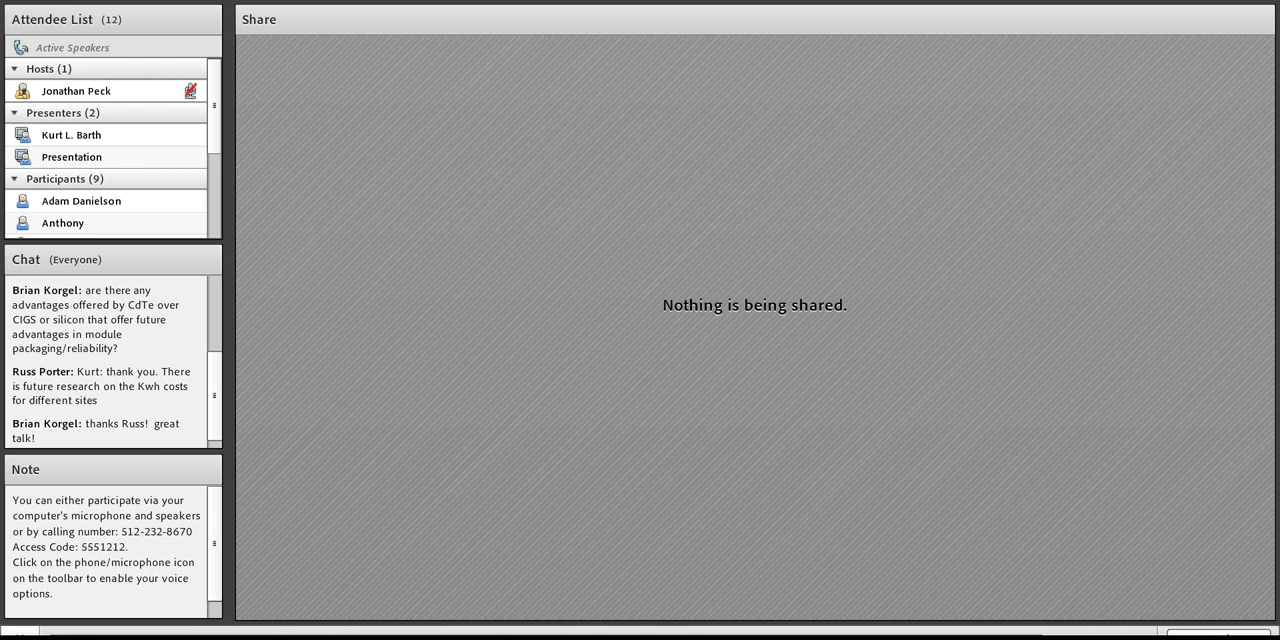 Attendee List (12)
Active Speakers
Hosts (1)
Jonathan Peck
Presenters (2)
Kurt L. Barth
Presentation
Participants (9)
Adam Danielson
Anthony
Chat (Everyone)
Brian Korgel: are there any
advantages offered by CdTe over
CIGS or silicon that offer future
advantages in module
packaging/reliability?
Russ Porter: Kurt: thank you. There
is future research on the Kwh costs
for different sites
Brian Korgel: thanks Russ! great
talk!
Note
You can either participate via your
computer's microphone and speakers
or by calling number: 512-232-8670
Access Code: 5551212.
Click on the phone/microphone icon
on the toolbar to enable your voice
options.
Share
Nothing is being shared.